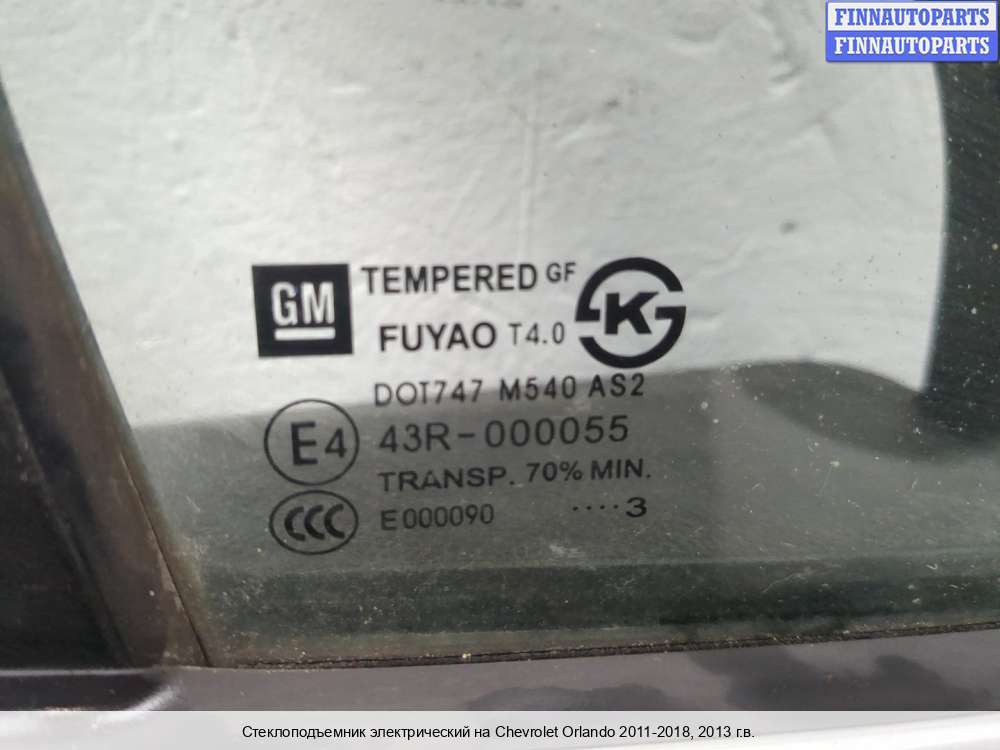 FINNAUTOPARTS
FINNAUTOPARTS
GM
TEMPERED GF
FUYAO T4.0
K
DOT747 M540 AS2
E4 43R-000055
TRANSP. 70% MIN.
CCC E000090 ....3
Стеклоподъемник электрический на Chevrolet Orlando 2011-2018, 2013 г.в.